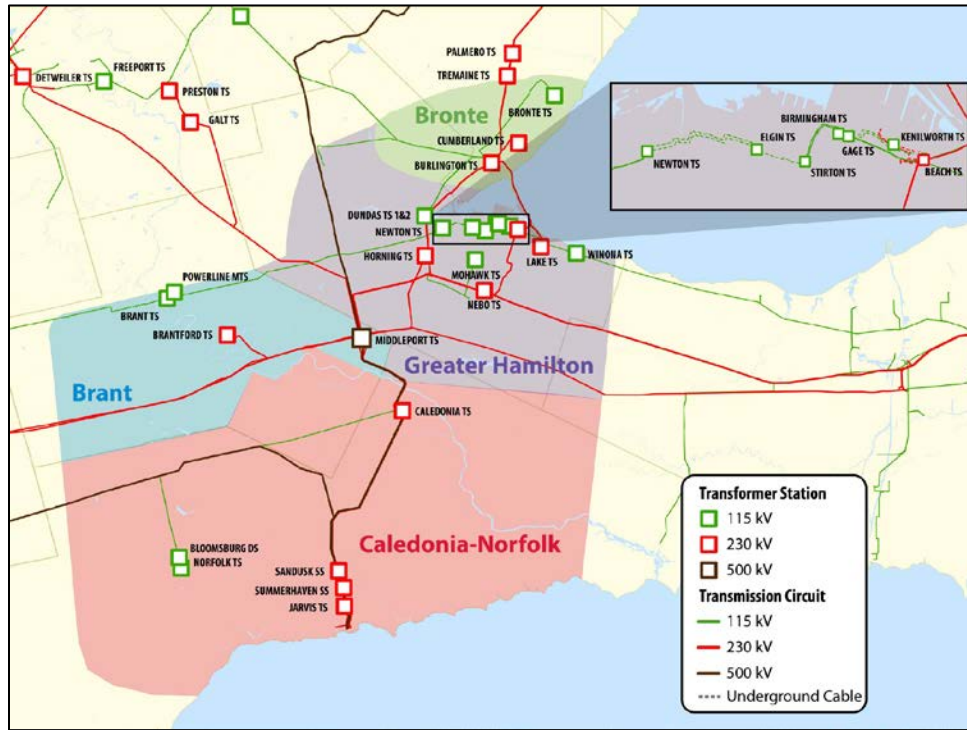 PALMERO TS
FREEPORT TS
DETWEILER TS
TREMAINE TS
PRESTON TS
BRONTE TS
Bronte
GALT TS
CUMBERLAND TS
BURLINGTON TS
BIRMINGHAM TS
ELGIN TS
KENILWORTH TS
NEWTON TS
GAGE TS
STIRTON TS
BEACH TS
DUNDAS TS 1&2
NEWTON TS
HORNING TS
LAKE TS
WINONA TS
MOHAWK TS
POWERLINE MTS
NEBO TS
BRANT TS
BRANTFORD TS
MIDDLEPORT TS
Greater Hamilton
Brant
CALEDONIA TS
Caledonia-Norfolk
BLOOMSBURG DS
NORFOLK TS
SANDUSK SS
SUMMERHAVEN SS
JARVIS TS
Transformer Station
115 kV
230 kV
500 kV
Transmission Circuit
115 kV
230 kV
500 kV
Underground Cable